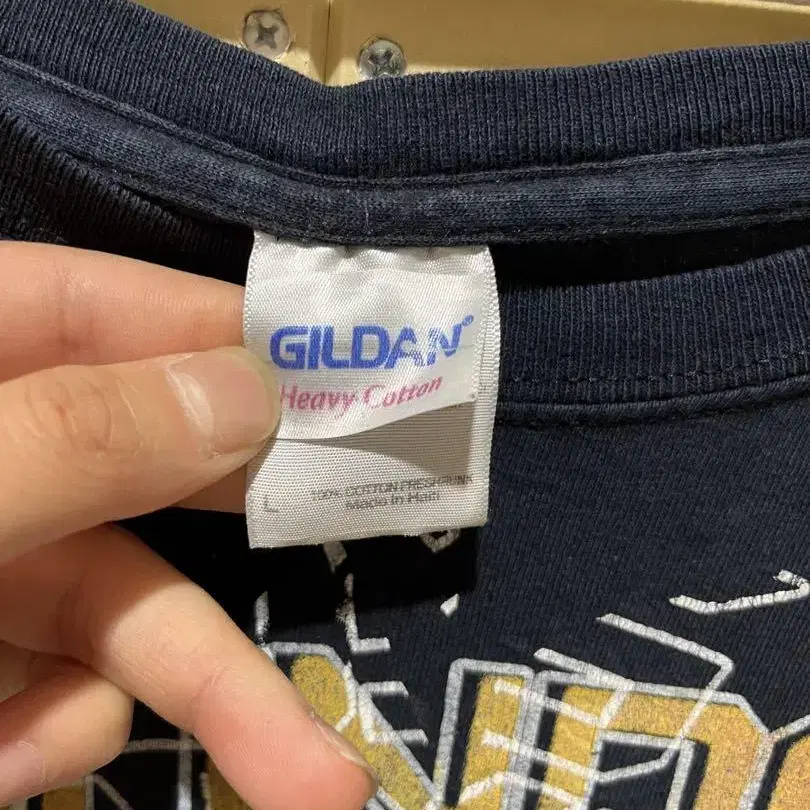 GILDAN®
Heavy Cotton
L
100% COTTON PRESHRUNK
Made In Haiti